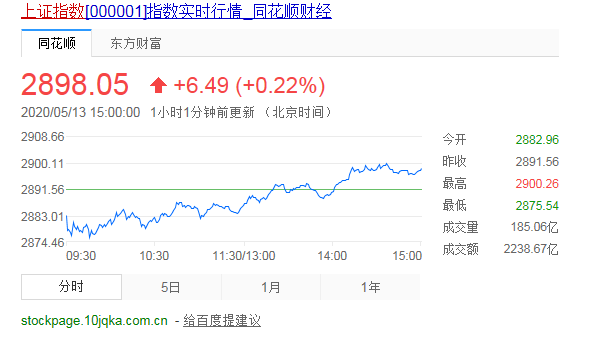 上证指数[000001]指数实时行情_同花顺财经
同花顺 东方财富
2898.05 +6.49 (+0.22%)
2020/05/13 15:00:00 1小时1分钟前更新 (北京时间)
2908.66
2900.11
2891.56
2883.01
2874.46
09:30 10:30 11:30/13:00 14:00 15:00
今开 2882.96
昨收 2891.56
最高 2900.26
最低 2875.54
成交量 185.06亿
成交额 2238.67亿
分时 5日 1月 1年
stockpage.10jqka.com.cn - 给百度提建议